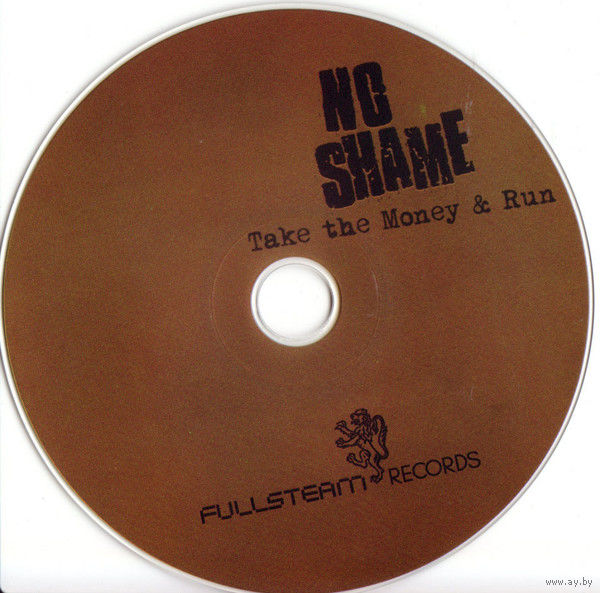 NO
SHAME
Take the Money & Run
FULLSTEAM RECORDS
www.ay.by